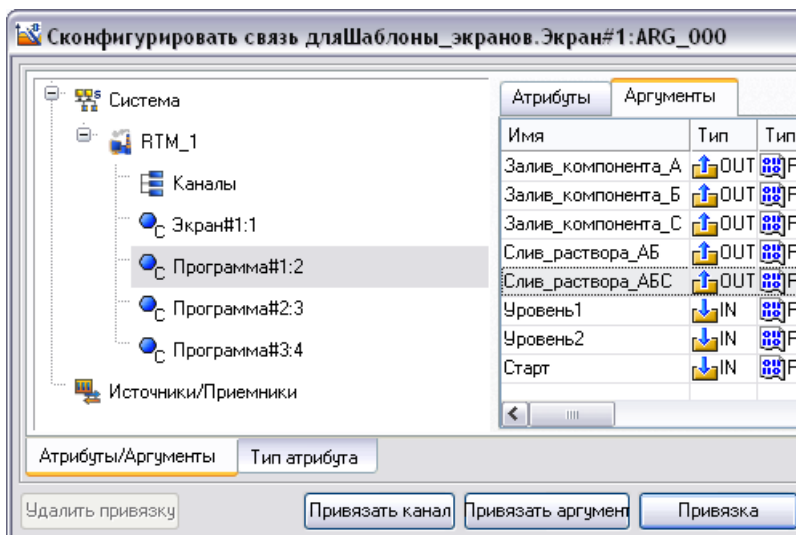 Сконфигурировать связь дляШаблоны_экранов.Экран#1:ARG_000
Система
RTM_1
Каналы
Экран#1:1
Программа#1:2
Программа#2:3
Программа#3:4
Источники/Приемники
Атрибуты Аргументы
Имя Тип Тип
Залив_компонента_А OUT F
Залив_компонента_Б OUT F
Залив_компонента_С OUT F
Слив_раствора_АБ OUT F
Слив_раствора_АБС OUT F
Уровень1 IN F
Уровень2 IN F
Старт IN F
Атрибуты/Аргументы Тип атрибута
Удалить привязку Привязать канал Привязать аргумент Привязка